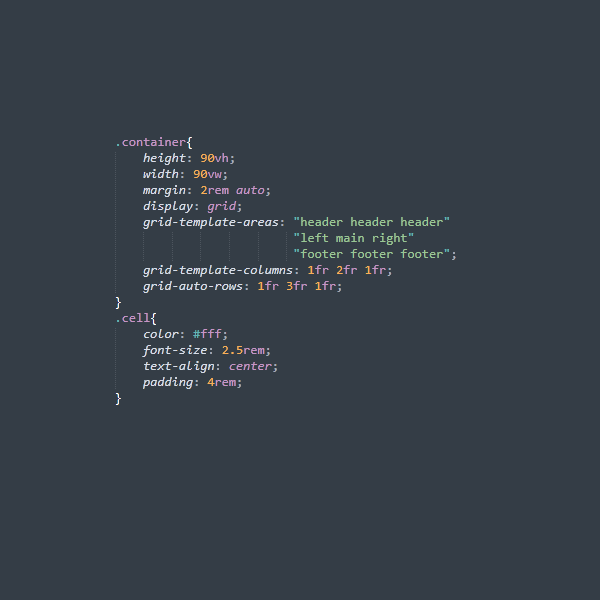 .container{
    height: 90vh;
    width: 90vw;
    margin: 2rem auto;
    display: grid;
    grid-template-areas: "header header header"
                         "left main right"
                         "footer footer footer";
    grid-template-columns: 1fr 2fr 1fr;
    grid-auto-rows: 1fr 3fr 1fr;
}
.cell{
    color: #fff;
    font-size: 2.5rem;
    text-align: center;
    padding: 4rem;
}